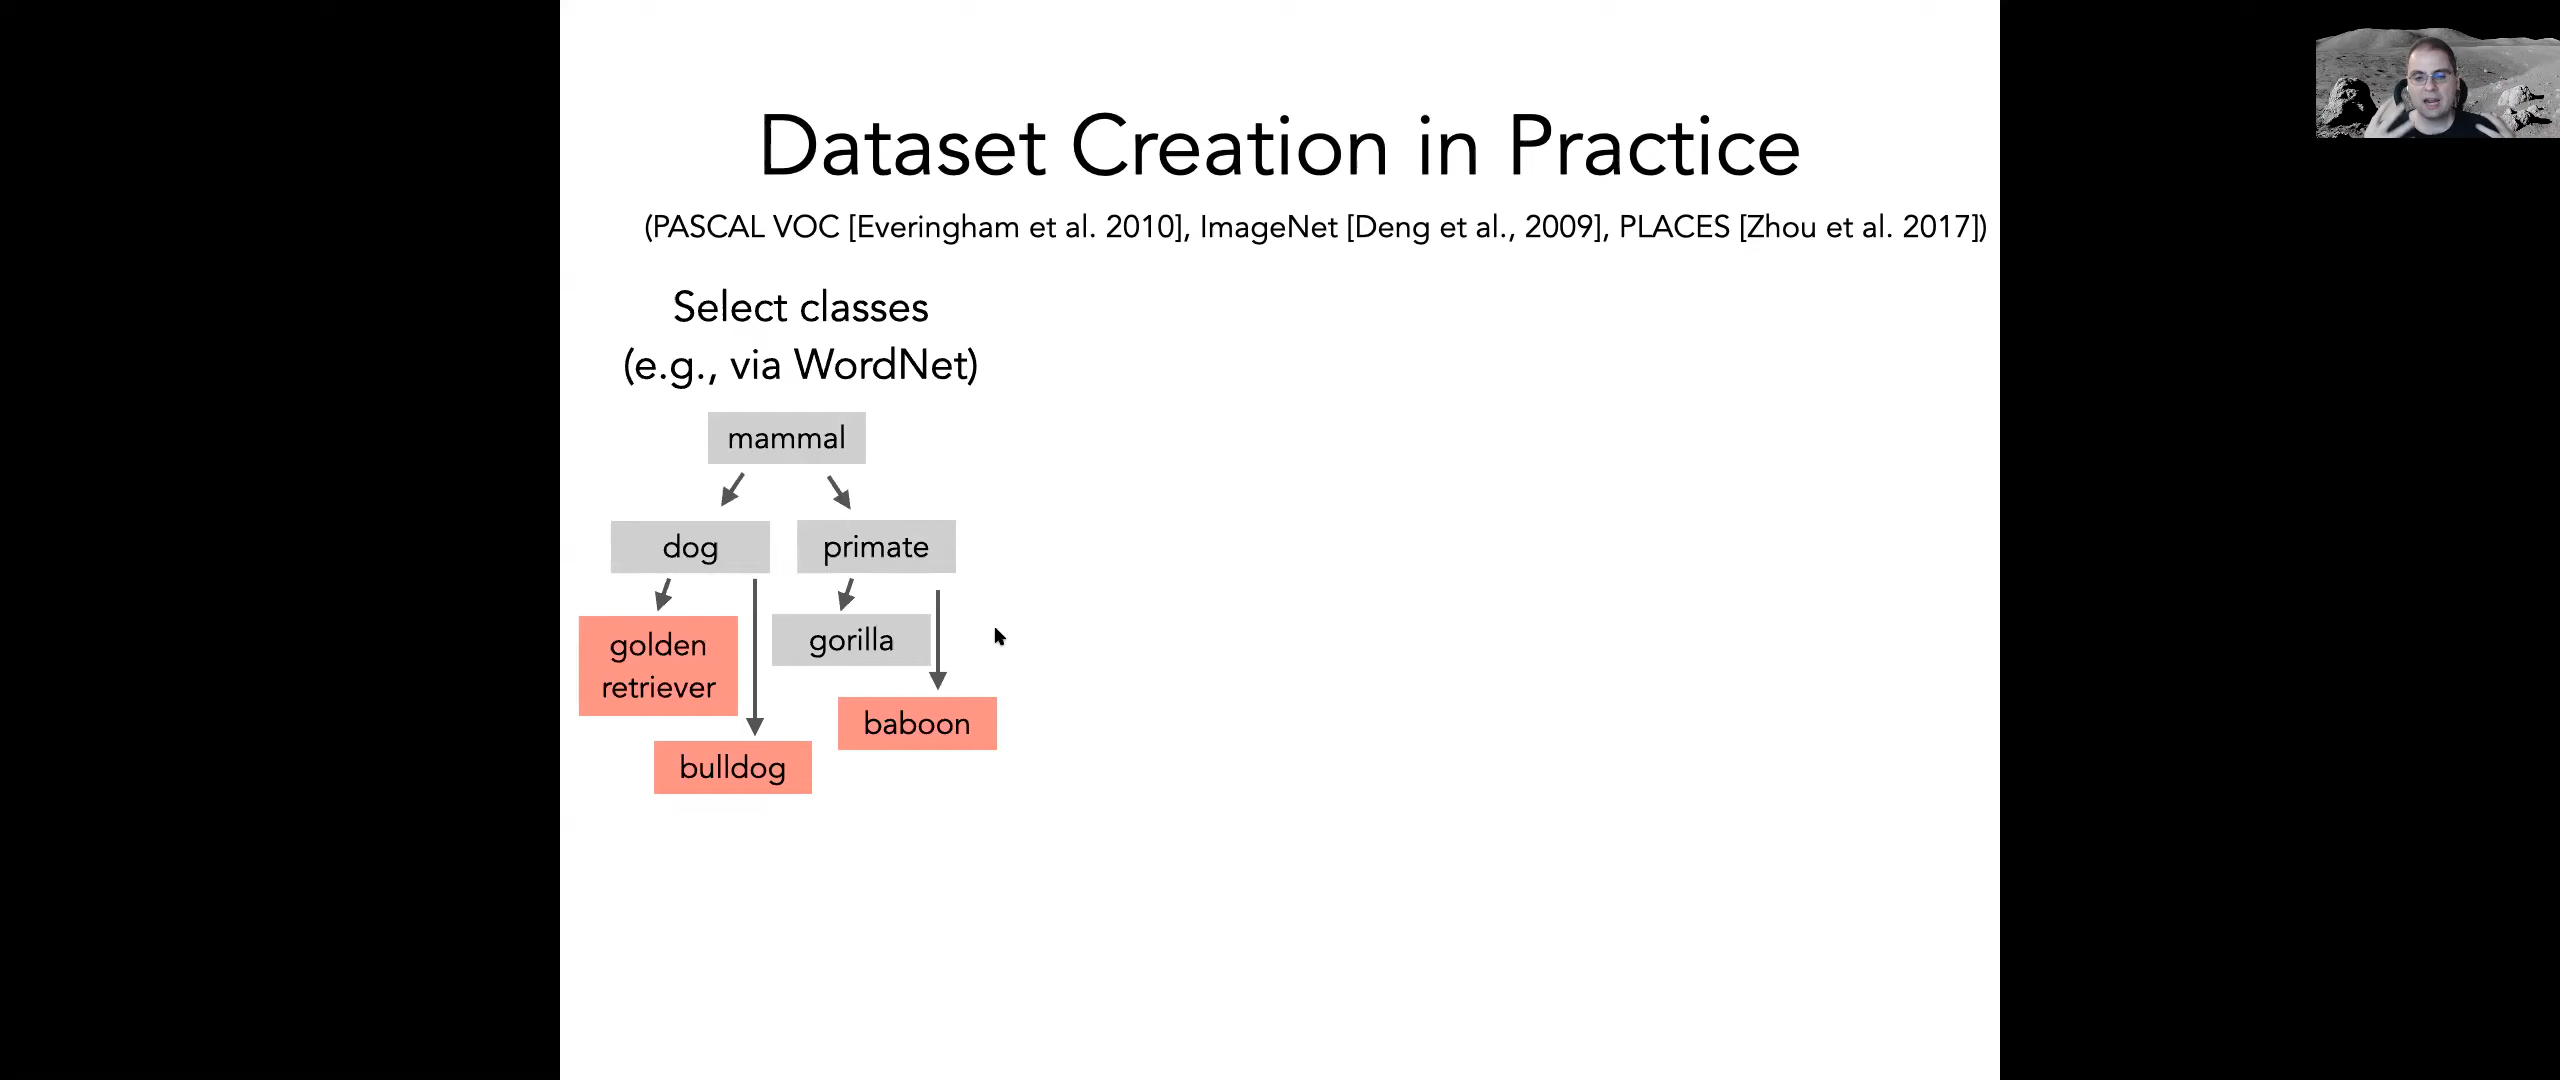 Dataset Creation in Practice
(PASCAL VOC [Everingham et al. 2010], ImageNet [Deng et al., 2009], PLACES [Zhou et al. 2017])
Select classes
(e.g., via WordNet)
mammal
dog
primate
golden
retriever
gorilla
baboon
bulldog